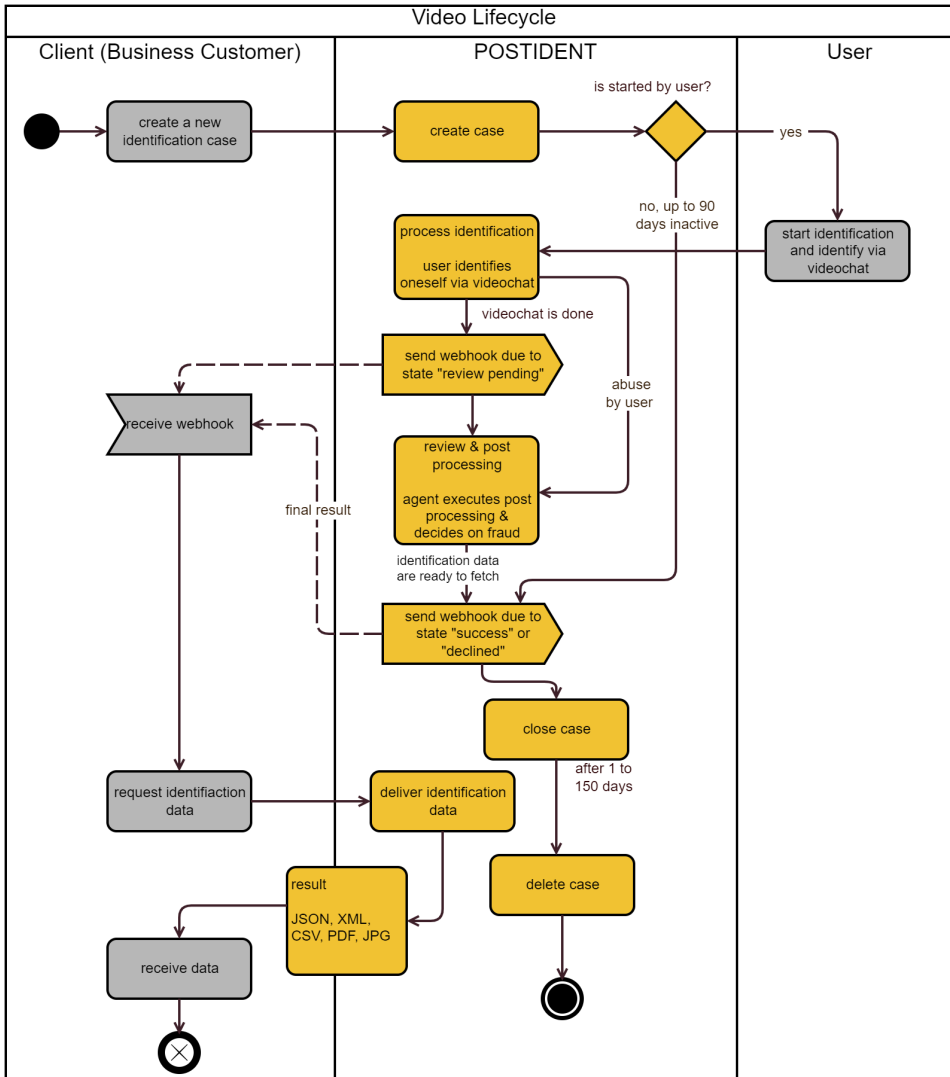 Video Lifecycle
Client (Business Customer)
POSTIDENT
User
is started by user?
create a new
identification case
create case
yes
no, up to 90
days inactive
start identification
and identify via
videochat
process identification
user identifies
oneself via videochat
videochat is done
send webhook due to
state "review pending"
abuse
by user
receive webhook
review & post
processing
agent executes post
processing &
decides on fraud
final result
identification data
are ready to fetch
send webhook due to
state "success" or
"declined"
close case
after 1 to
150 days
request identifiaction
data
deliver identification
data
delete case
result
JSON, XML,
CSV, PDF, JPG
receive data